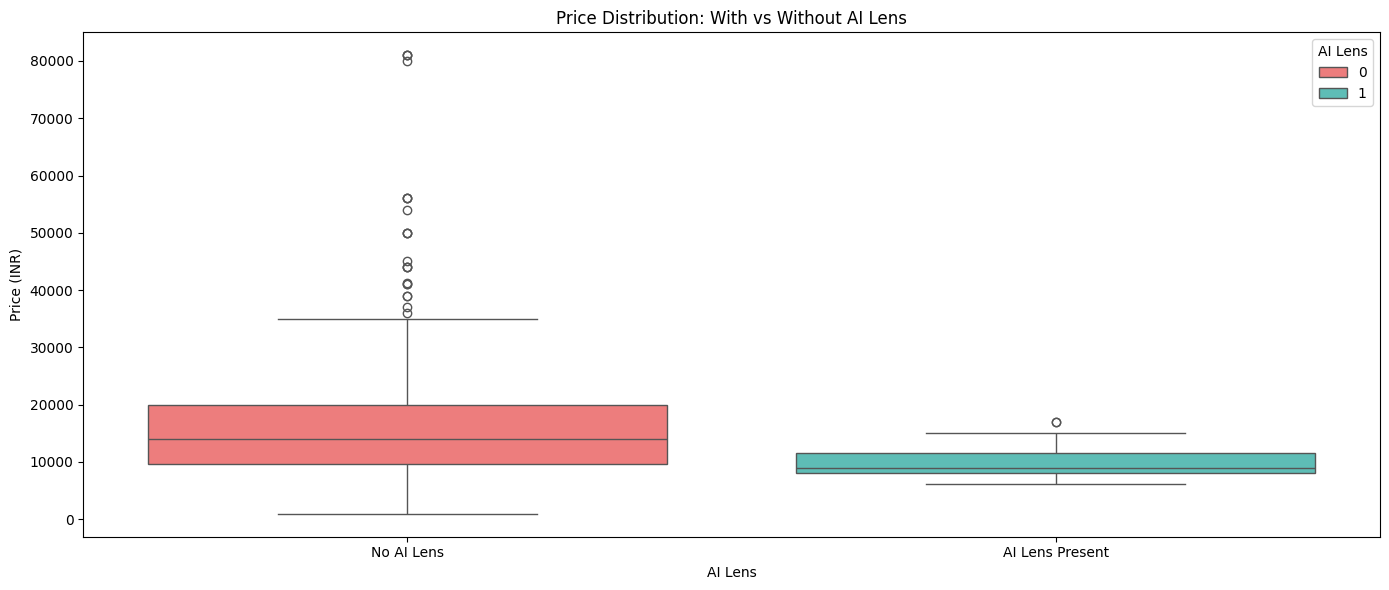 Price Distribution: With vs Without AI Lens
AI Lens
0
1
80000
70000
60000
50000
40000
30000
20000
10000
0
Price (INR)
No AI Lens
AI Lens Present
AI Lens